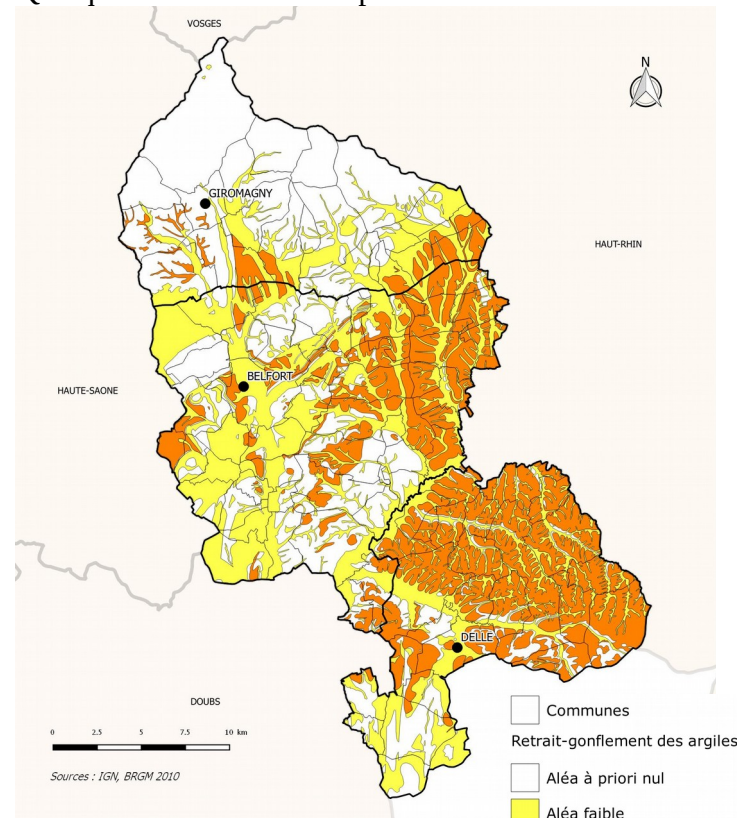 VOSGES
N
GIROMAGNY
HAUT-RHIN
BELFORT
HAUTE-SAONE
DELLE
DOUBS
Communes
0 2.5 5 7.5 10 km
Retrait-gonflement des argiles
Sources : IGN, BRGM 2010
Aléa à priori nul
Aléa faible